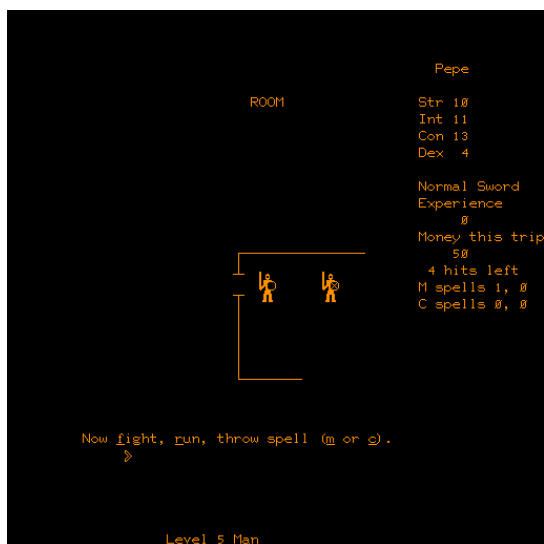 Pepe
ROOM
Str 10
Int 11
Con 13
Dex 4
Normal Sword
Experience
0
Money this trip
50
4 hits left
M spells 1, 0
C spells 0, 0
Now fight, run, throw spell (m or c).
Level 5 Man